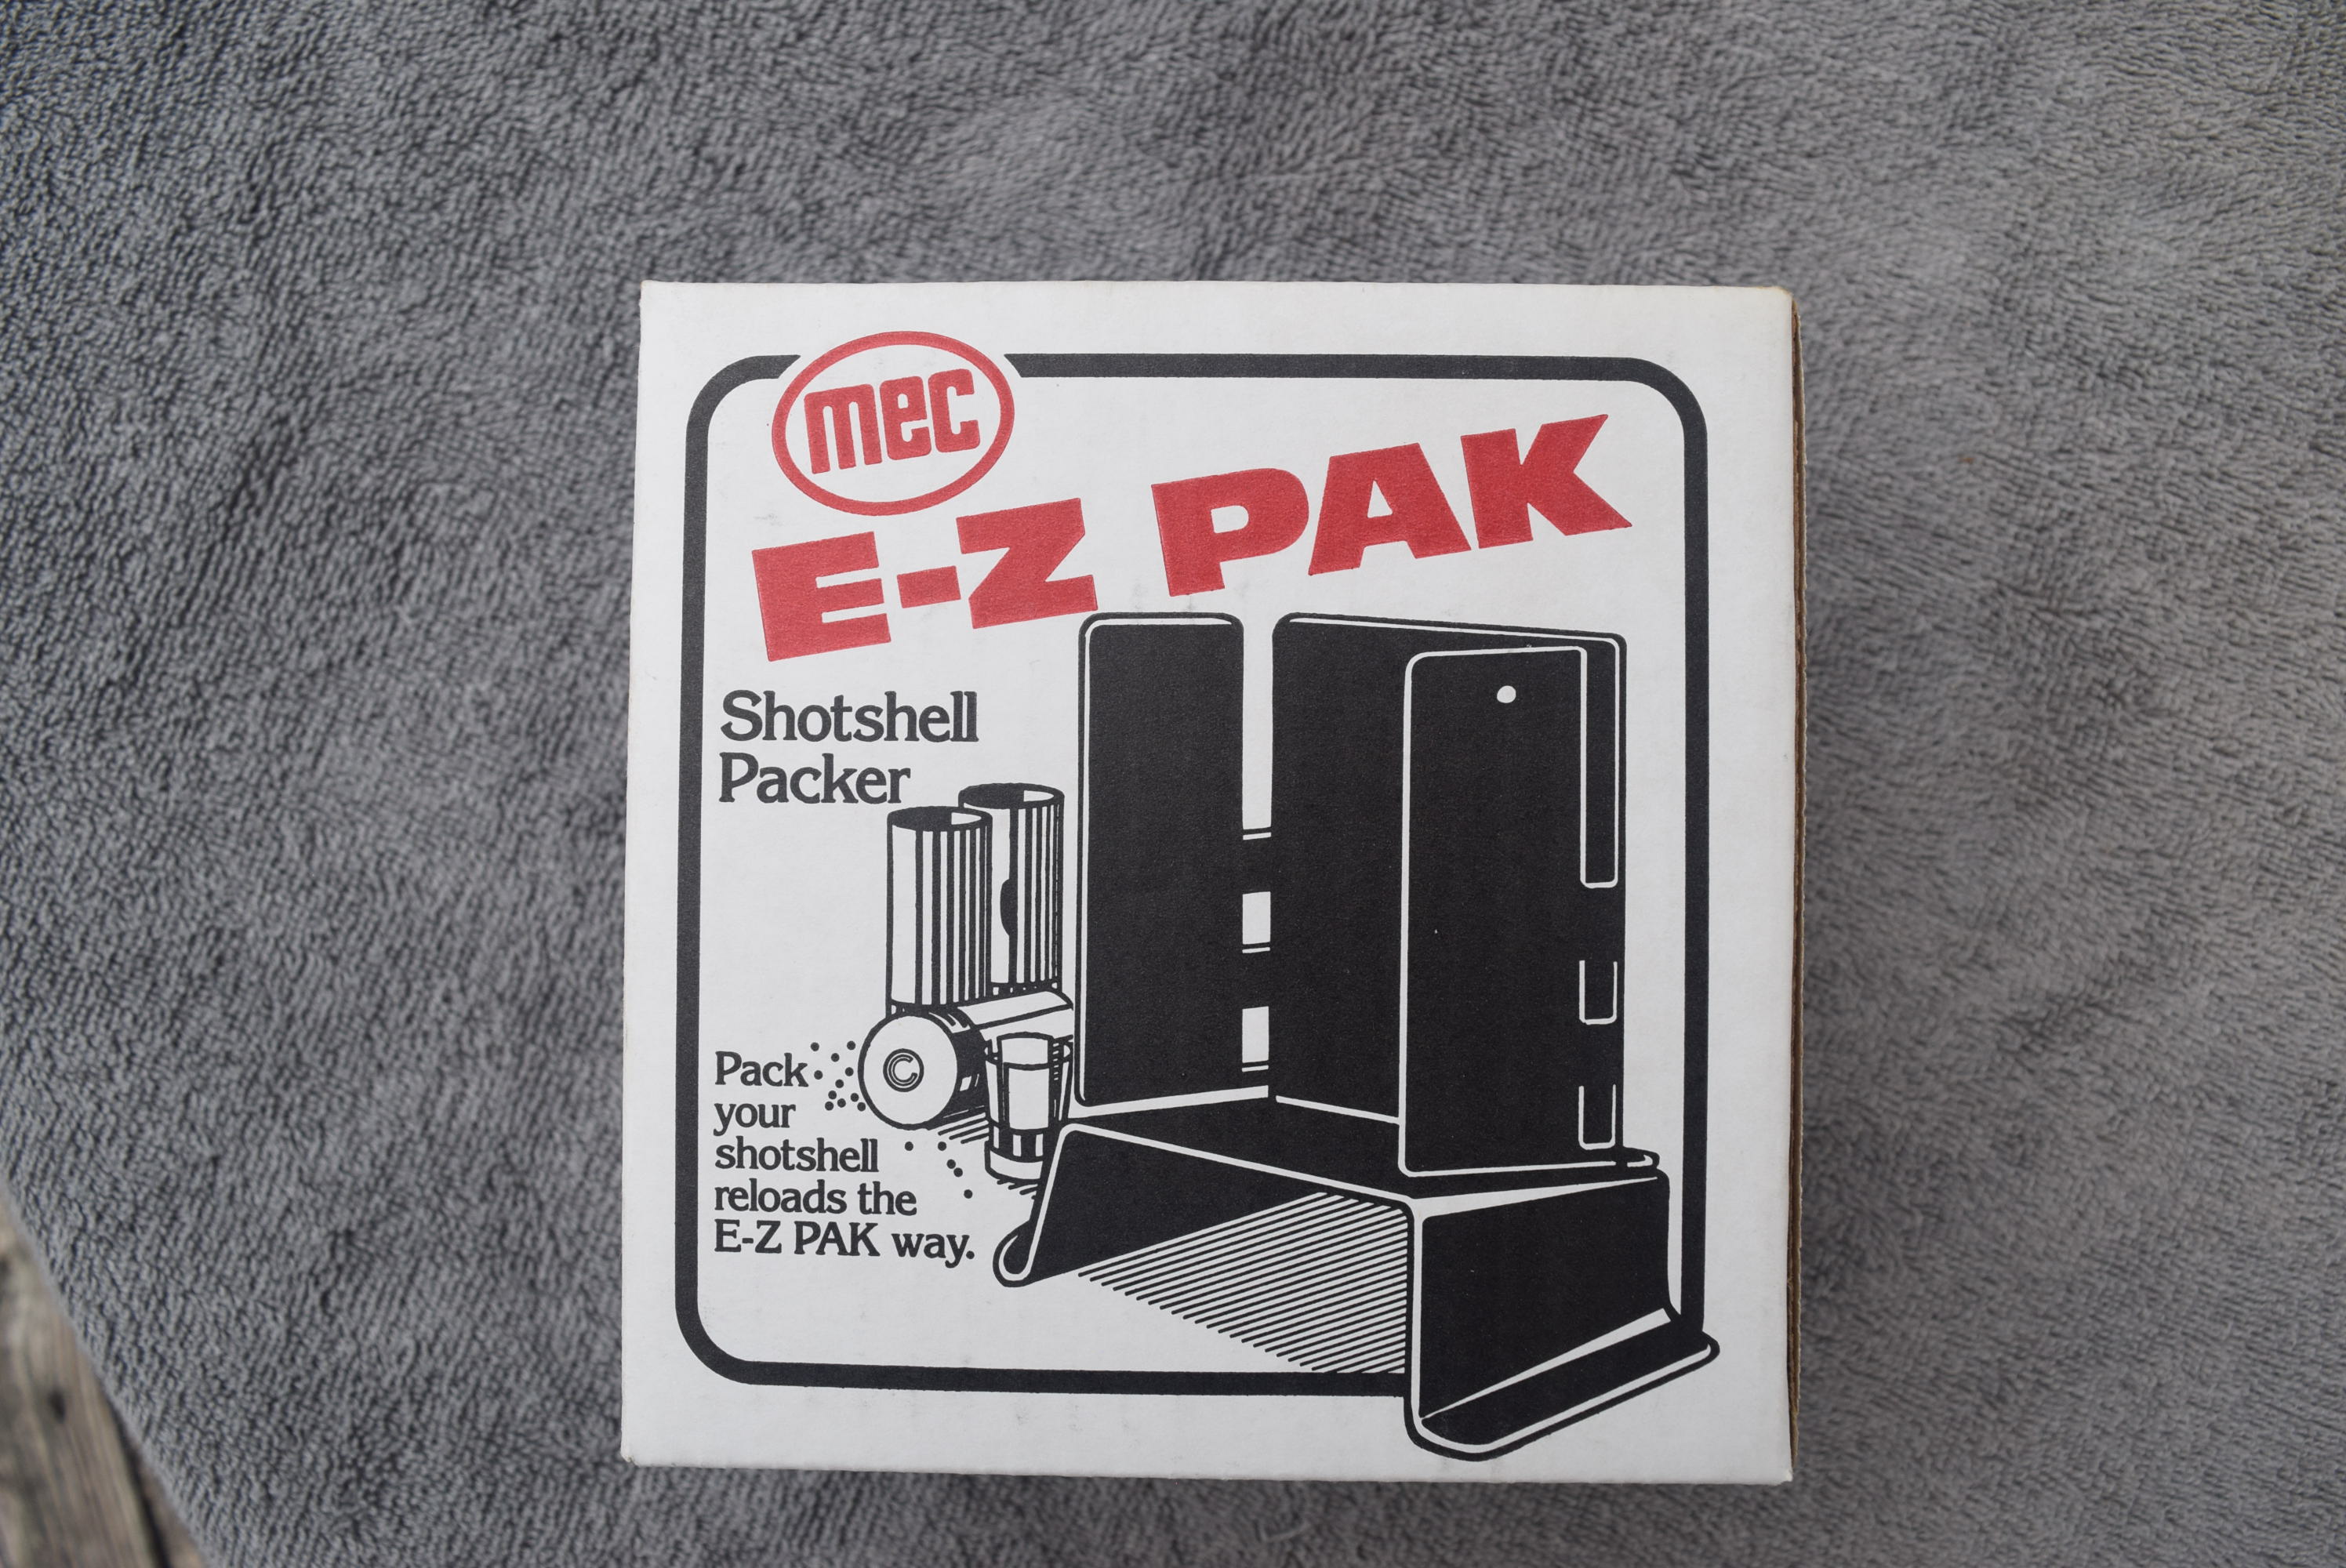 mec
E-Z PAK
Shotshell
Packer
Pack
your
shotshell
reloads the
E-Z PAK way.
C